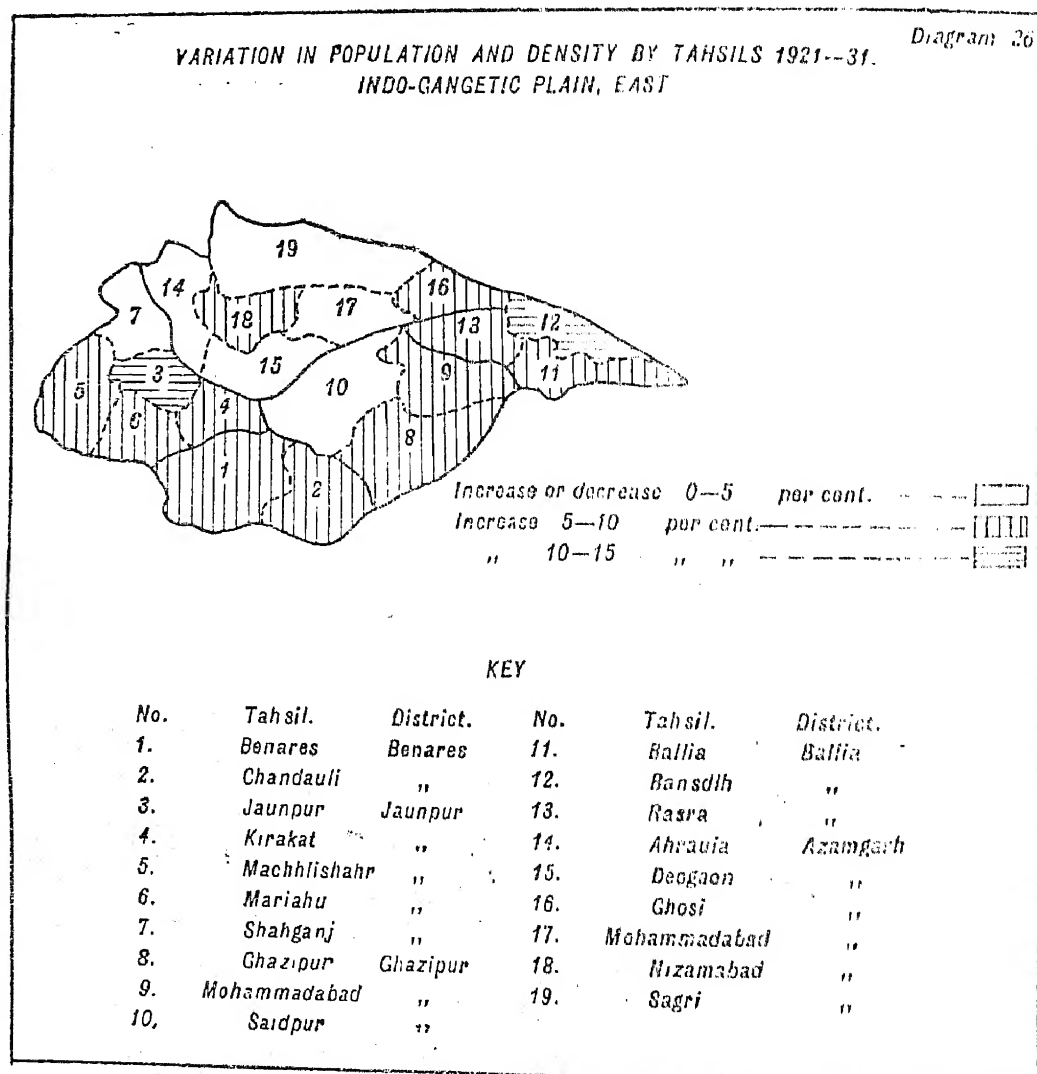 Diagram 26
VARIATION IN POPULATION AND DENSITY BY TAHSILS 1921--31.
INDO-GANGETIC PLAIN, EAST
19
14
16
7
18
17
13
12
15
3
9
11
5
10
4
6
8
1
2
Increase or decrease 0—5 per cent.
Increase 5—10 per cent.
,, 10—15 ,, ,,
KEY
No. Tahsil. District. No. Tahsil. District.
1. Benares Benares 11. Ballia Ballia
2. Chandauli ,, 12. Bansdih ,,
3. Jaunpur Jaunpur 13. Rasra ,,
4. Kirakat ,, 14. Ahraula Azamgarh
5. Machhlishahr ,, 15. Deogaon ,,
6. Mariahu ,, 16. Ghosi ,,
7. Shahganj ,, 17. Mohammadabad ,,
8. Ghazipur Ghazipur 18. Nizamabad ,,
9. Mohammadabad ,, 19. Sagri ,,
10. Saidpur ,,